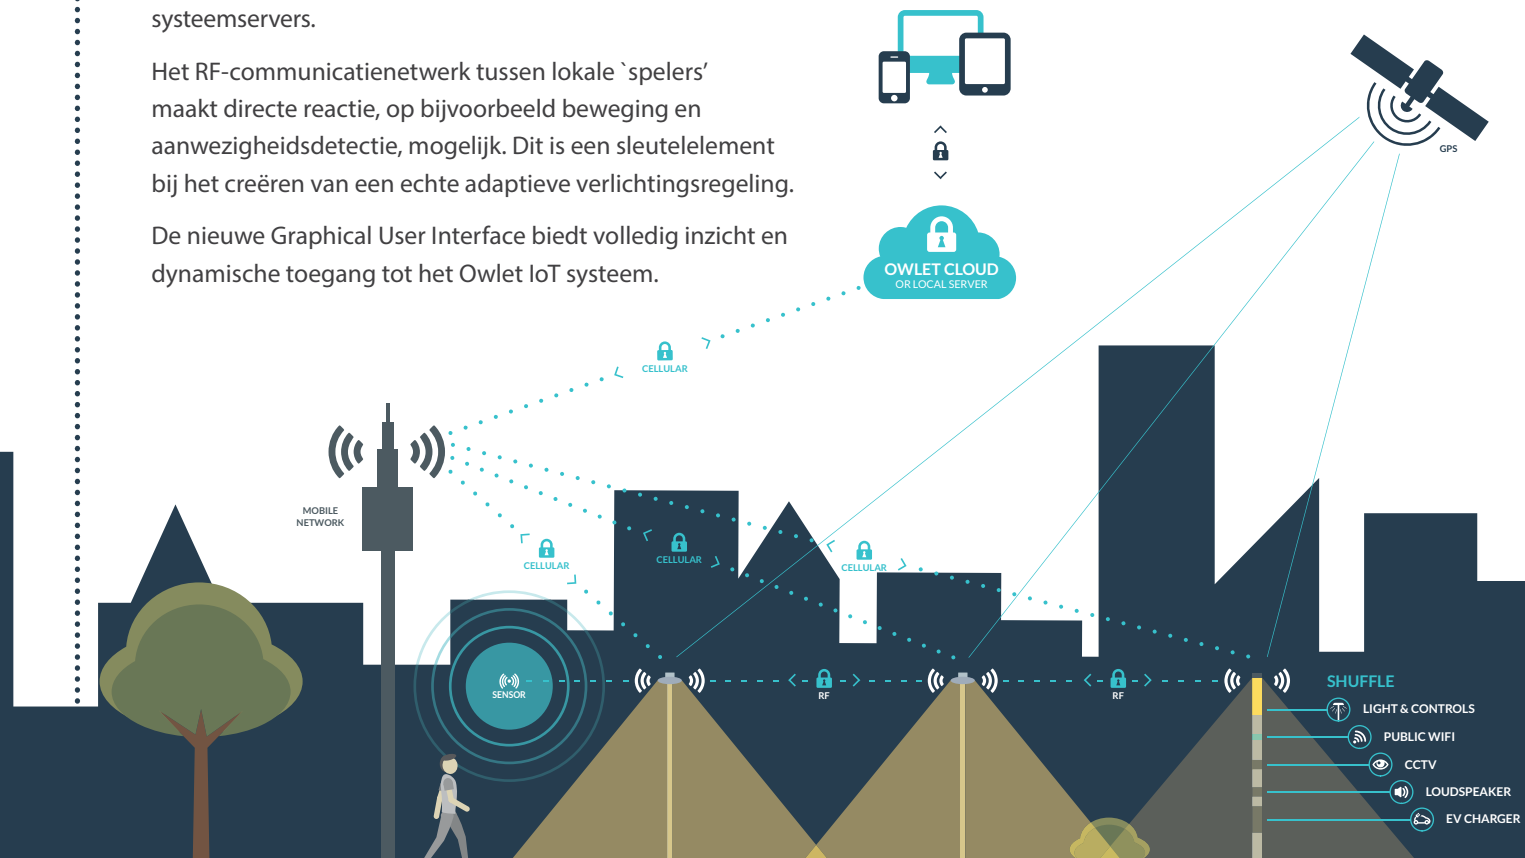 systeemservers.
Het RF-communicatienetwerk tussen lokale `spelers’
maakt directe reactie, op bijvoorbeeld beweging en
aanwezigheidsdetectie, mogelijk. Dit is een sleutelelement
bij het creëren van een echte adaptieve verlichtingsregeling.
De nieuwe Graphical User Interface biedt volledig inzicht en
dynamische toegang tot het Owlet IoT systeem.
GPS
OWLET CLOUD
OR LOCAL SERVER
CELLULAR
MOBILE
NETWORK
CELLULAR
CELLULAR
CELLULAR
SENSOR
RF
RF
SHUFFLE
LIGHT & CONTROLS
PUBLIC WIFI
CCTV
LOUDSPEAKER
EV CHARGER